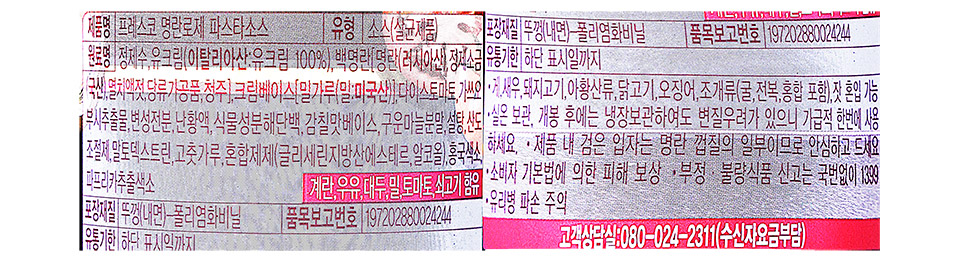 제품명 프레스코 명란로제 파스타소스 유형 소스(살균제품)
원료명 정제수,유크림(이탈리아산:유크림 100%), 백명란[명란(러시아산), 정제소금
(국산),멸치액젓,당류가공품,청주],크림베이스[밀가루(밀:미국산)],다이스토마토,가쓰오
부시추출물,변성전분,난황액,식물성분해단백,감칠맛베이스,구운마늘분말,설탕,산도
조절제,말토덱스트린,고춧가루,혼합제제(글리세린지방산에스테르,알코올),홍국색소,
파프리카추출색소
계란,우유,대두,밀,토마토,쇠고기 함유
포장재질 뚜껑(내면)-폴리염화비닐 품목보고번호 197202880024244
유통기한 하단 표시일까지
포장재질 뚜껑(내면)-폴리염화비닐 품목보고번호 197202880024244
유통기한 하단 표시일까지
·게,새우,돼지고기,아황산류,닭고기,오징어,조개류(굴,전복,홍합 포함),잣 혼입 가능
·실온 보관, 개봉 후에는 냉장보관하여도 변질우려가 있으니 가급적 한번에 사용
하세요 ·제품 내 검은 입자는 명란 껍질의 일부이므로 안심하고 드세요
·소비자 기본법에 의한 피해 보상 ·부정·불량식품 신고는 국번없이 1399
·유리병 파손 주의
고객상담실:080-024-2311(수신자요금부담)